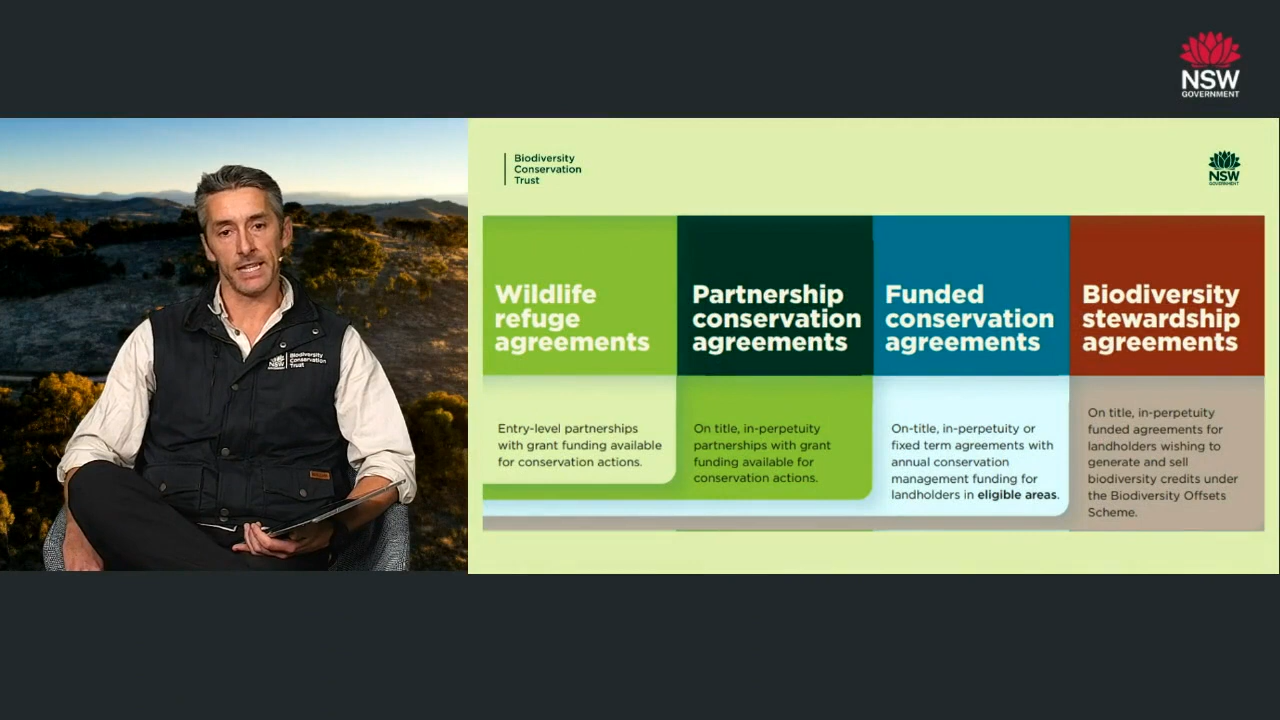 NSW
GOVERNMENT
Biodiversity
Conservation
Trust
NSW
GOVERNMENT
Wildlife
refuge
agreements
Entry-level partnerships
with grant funding available
for conservation actions.
Partnership
conservation
agreements
On title, in-perpetuity
partnerships with grant
funding available for
conservation actions.
Funded
conservation
agreements
On-title, in-perpetuity or
fixed term agreements with
annual conservation
management funding for
landholders in eligible areas.
Biodiversity
stewardship
agreements
On title, in-perpetuity
funded agreements for
landholders wishing to
generate and sell
biodiversity credits under
the Biodiversity Offsets
Scheme.
NSW
Biodiversity
Conservation
Trust